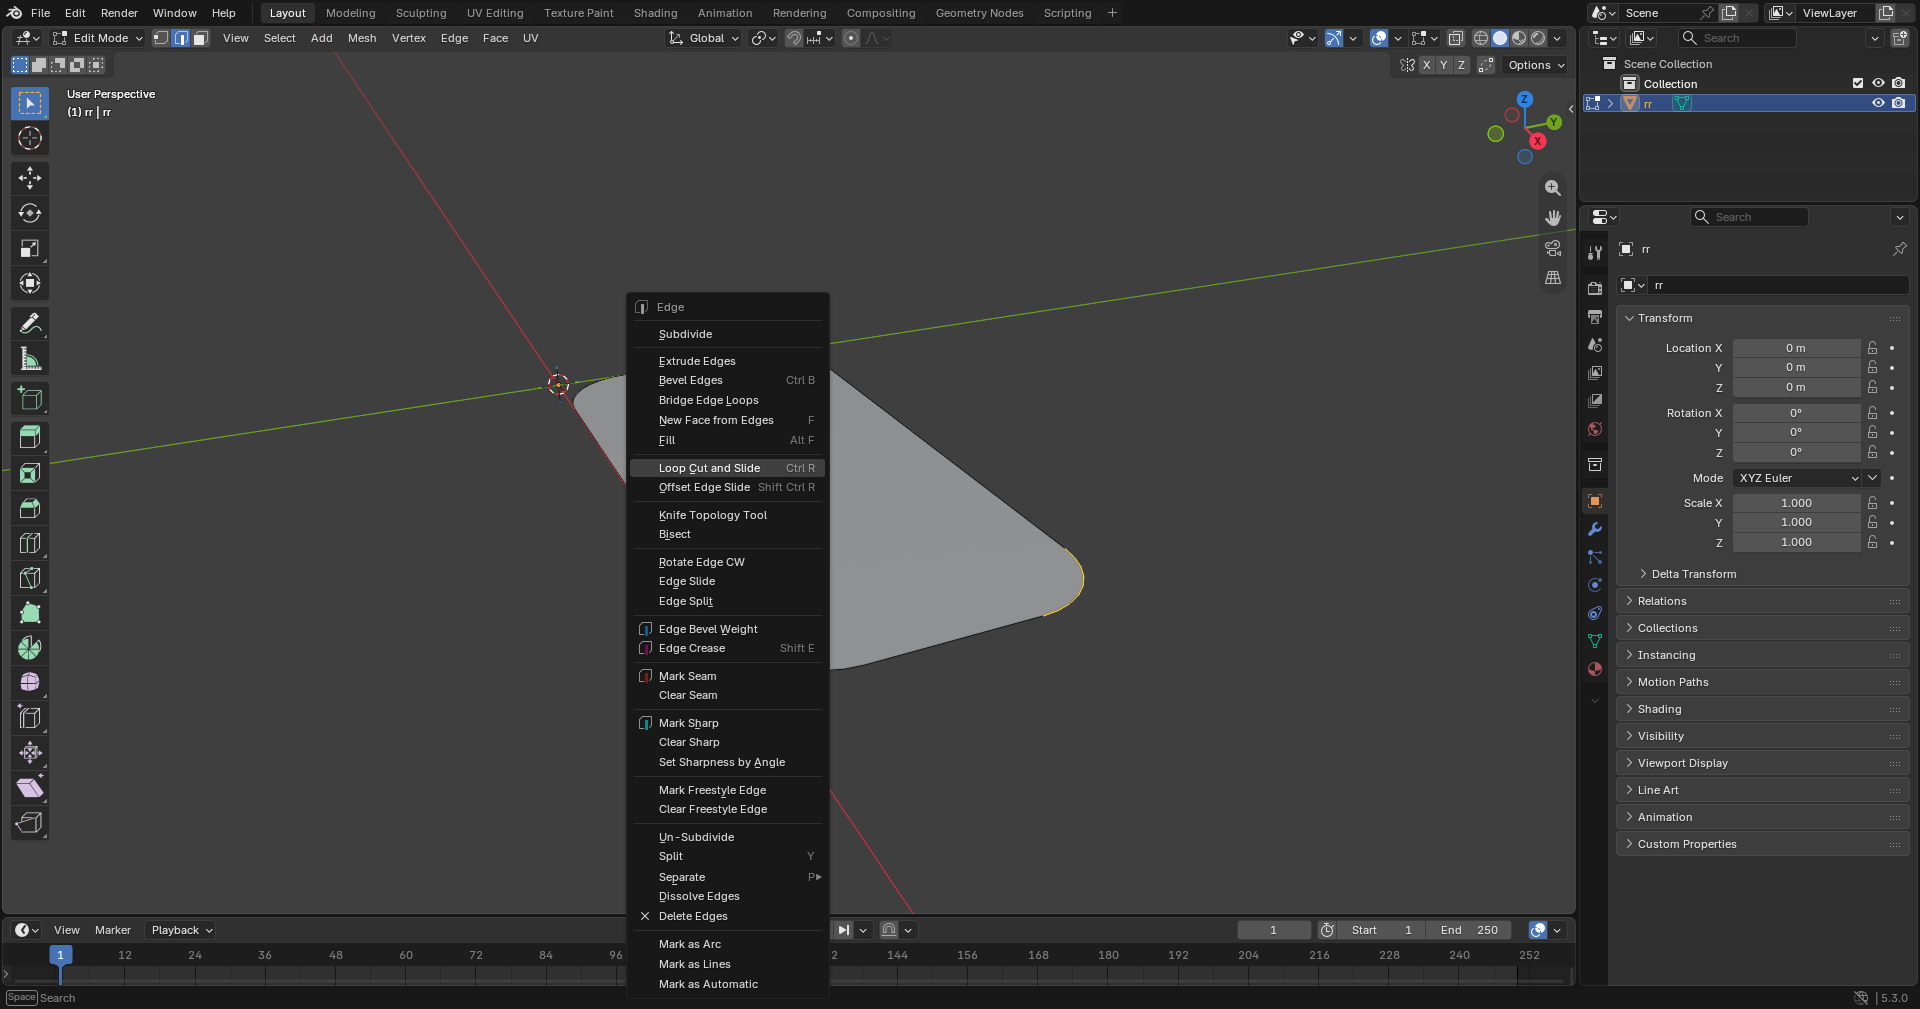 File Edit Render Window Help Layout Modeling Sculpting UV Editing Texture Paint Shading Animation Rendering Compositing Geometry Nodes Scripting + Scene ViewLayer
Edit Mode View Select Add Mesh Vertex Edge Face UV Global Search
X Y Z Options
User Perspective
(1) rr | rr
Z
Y
X
Scene Collection
Collection
rr
Search
rr
rr
Transform
Location X 0 m
Y 0 m
Z 0 m
Rotation X 0°
Y 0°
Z 0°
Mode XYZ Euler
Scale X 1.000
Y 1.000
Z 1.000
Delta Transform
Relations
Collections
Instancing
Motion Paths
Shading
Visibility
Viewport Display
Line Art
Animation
Custom Properties
Edge
Subdivide
Extrude Edges
Bevel Edges Ctrl B
Bridge Edge Loops
New Face from Edges F
Fill Alt F
Loop Cut and Slide Ctrl R
Offset Edge Slide Shift Ctrl R
Knife Topology Tool
Bisect
Rotate Edge CW
Edge Slide
Edge Split
Edge Bevel Weight
Edge Crease Shift E
Mark Seam
Clear Seam
Mark Sharp
Clear Sharp
Set Sharpness by Angle
Mark Freestyle Edge
Clear Freestyle Edge
Un-Subdivide
Split Y
Separate P
Dissolve Edges
Delete Edges
Mark as Arc
Mark as Lines
Mark as Automatic
View Marker Playback 1 Start 1 End 250
1 12 24 36 48 60 72 84 96 2 144 156 168 180 192 204 216 228 240 252
Space Search 5.3.0